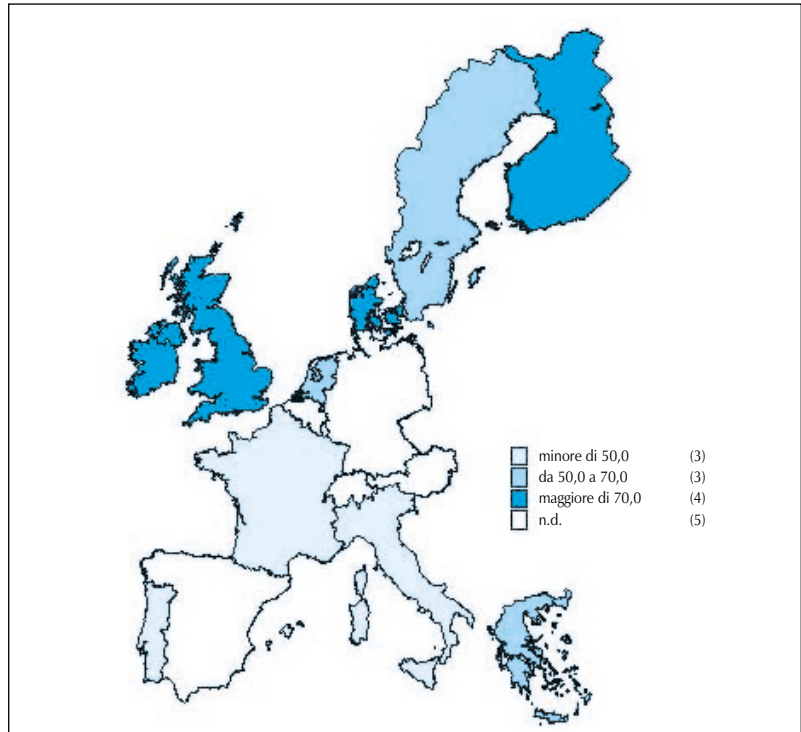 minore di 50,0 (3)
da 50,0 a 70,0 (3)
maggiore di 70,0 (4)
n.d. (5)